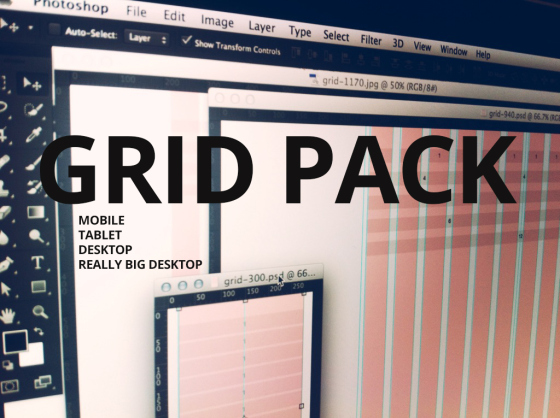 Photoshop File Edit Image Layer Type Select Filter 3D View Window Help
Auto-Select: Layer Show Transform Controls
grid-1170.jpg @ 50% (RGB/8#)
grid-940.psd @ 66.7% (RG
GRID PACK
MOBILE
TABLET
DESKTOP
REALLY BIG DESKTOP
grid-300.psd @ 66...
0 50 100 150 200 250